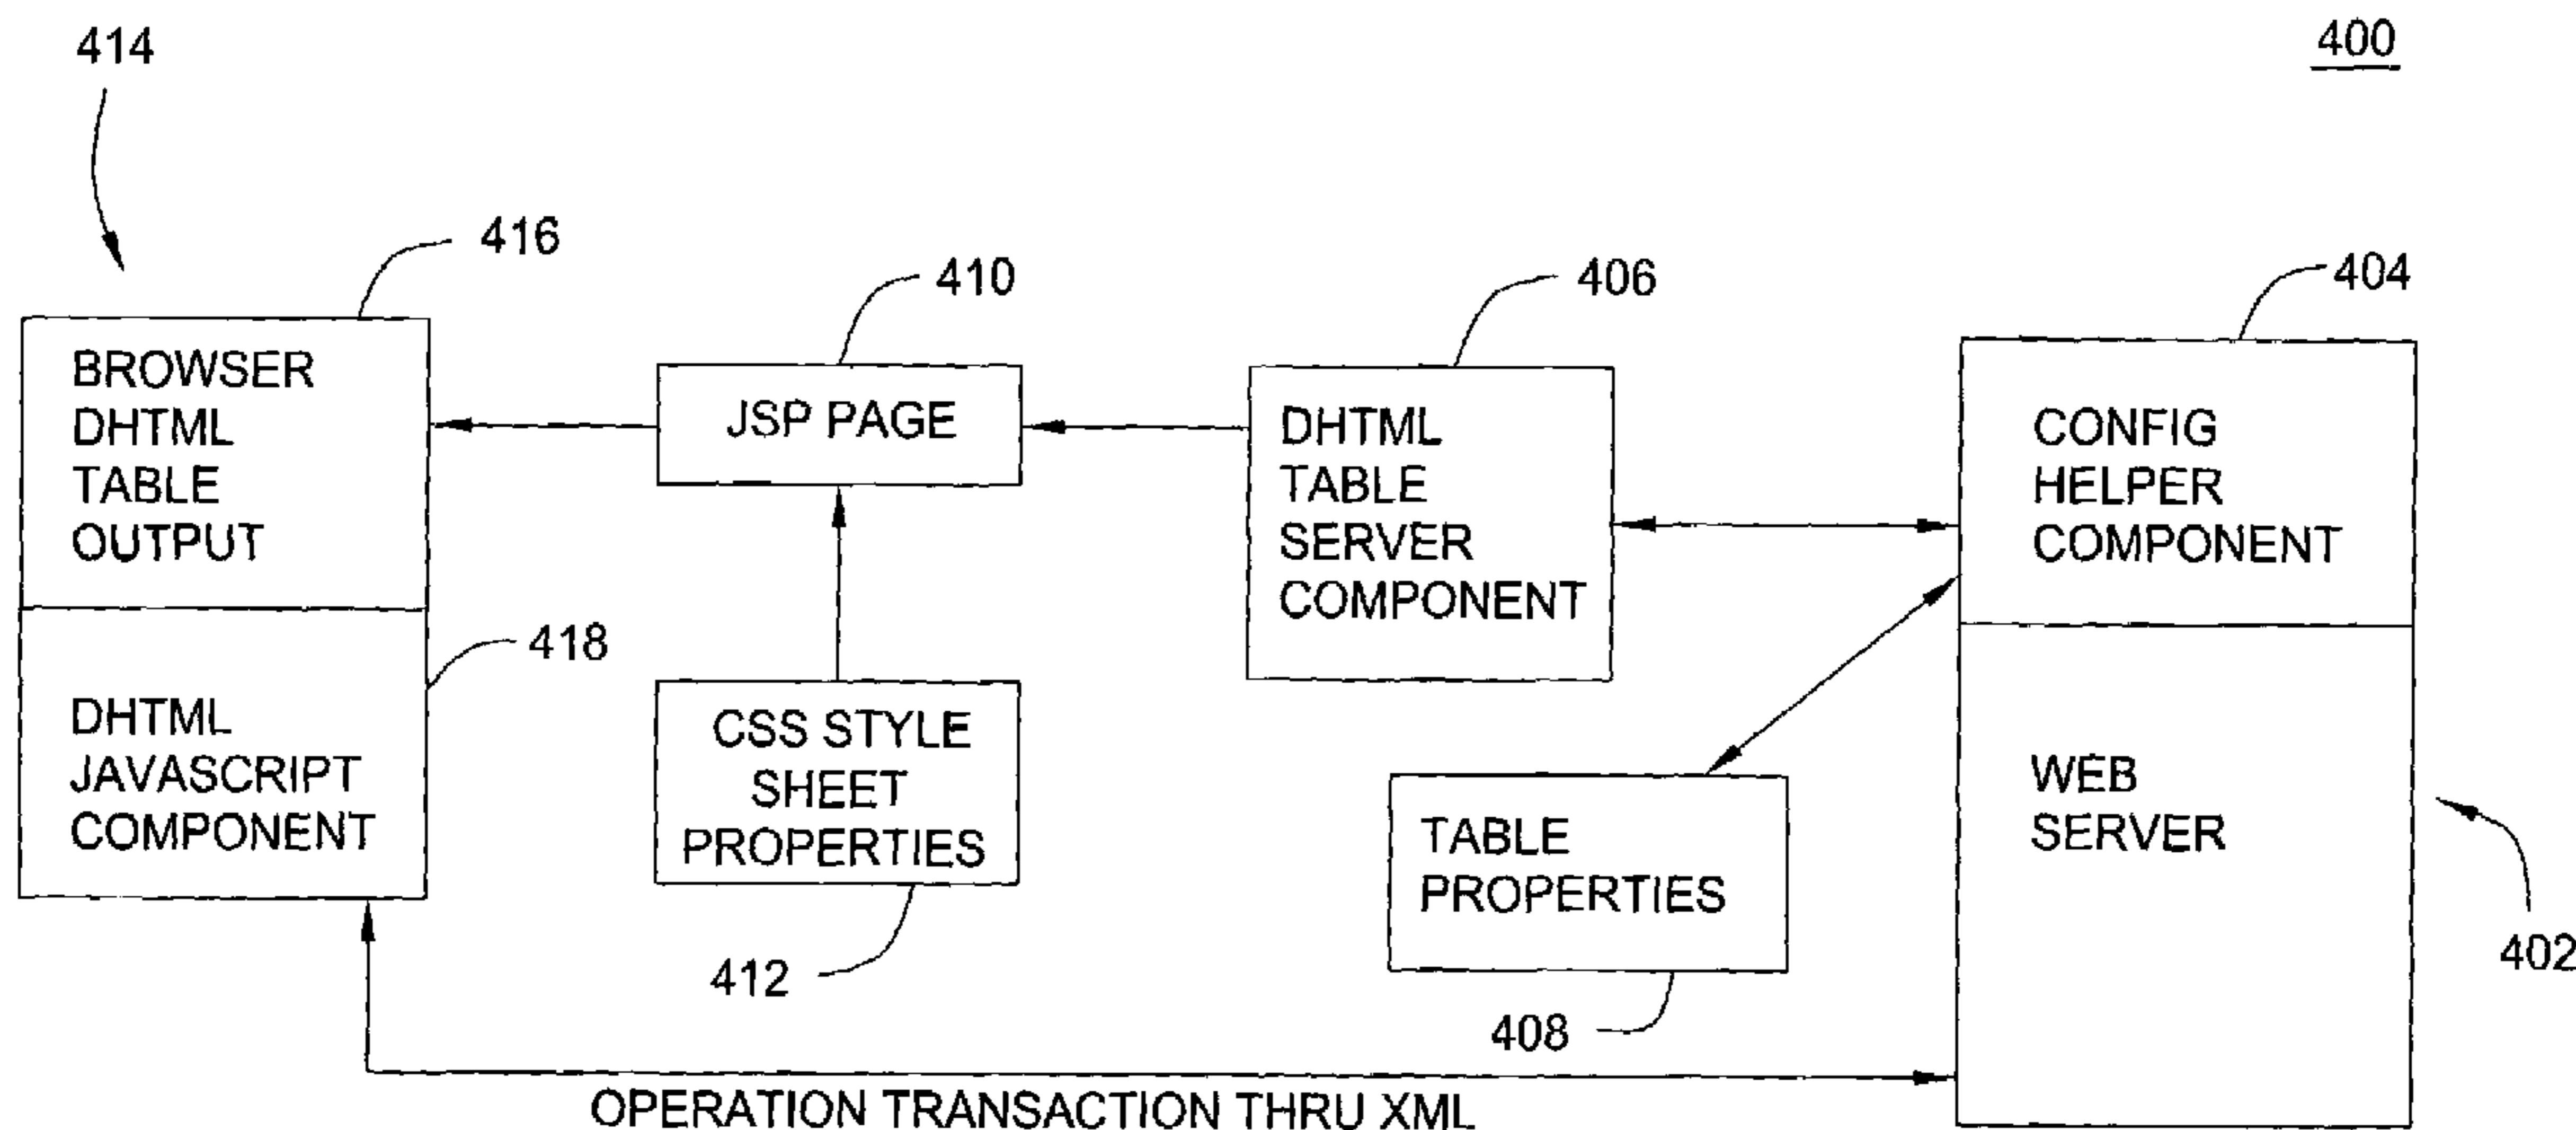 414
400
416
410
406
404
BROWSER
DHTML
TABLE
OUTPUT
JSP PAGE
DHTML
TABLE
SERVER
COMPONENT
CONFIG
HELPER
COMPONENT
418
DHTML
JAVASCRIPT
COMPONENT
CSS STYLE
SHEET
PROPERTIES
412
TABLE
PROPERTIES
408
WEB
SERVER
402
OPERATION TRANSACTION THRU XML